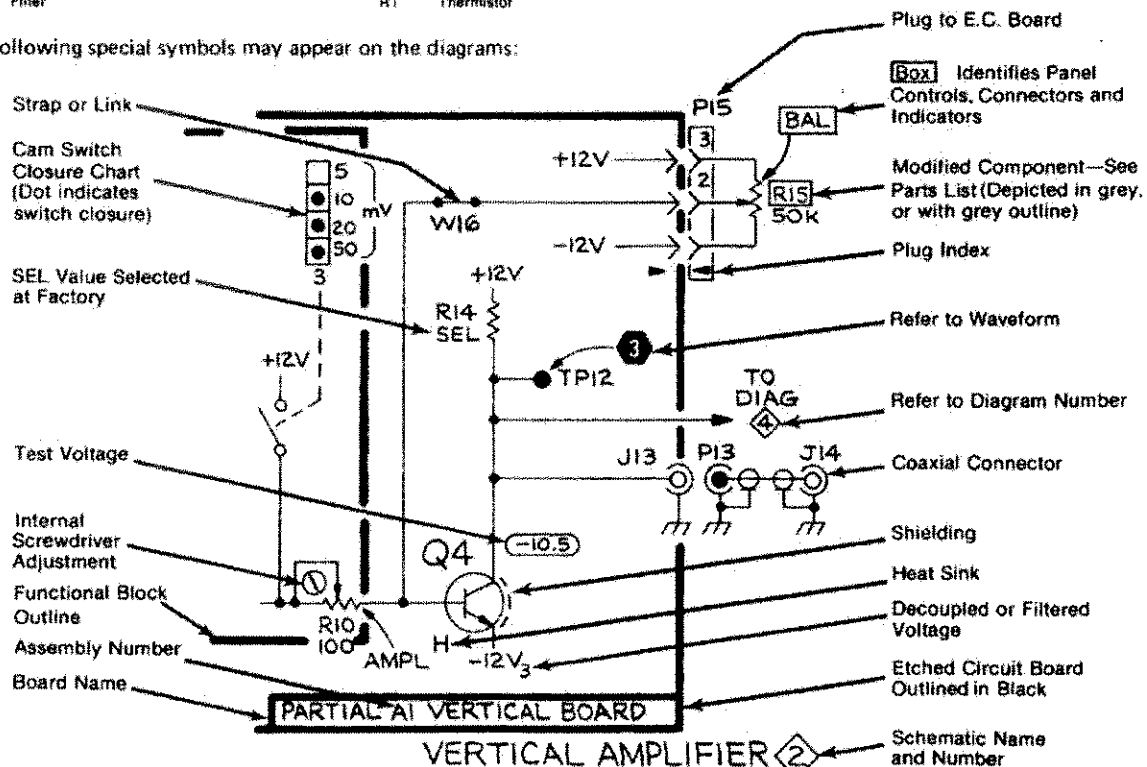 Filter
RT Thermistor
ollowing special symbols may appear on the diagrams:
Plug to E.C. Board
Box Identifies Panel
Controls, Connectors and
Indicators
Modified Component—See
Parts List (Depicted in grey,
or with grey outline)
Plug Index
Refer to Waveform
Refer to Diagram Number
Coaxial Connector
Shielding
Heat Sink
Decoupled or Filtered
Voltage
Etched Circuit Board
Outlined in Black
Schematic Name
and Number
Strap or Link
Cam Switch
Closure Chart
(Dot indicates
switch closure)
SEL Value Selected
at Factory
Test Voltage
Internal
Screwdriver
Adjustment
Functional Block
Outline
Assembly Number
Board Name
5
10
20
50
mV
3
+12V
W16
+12V
R14
SEL
P15
3
2
+12V
-12V
BAL
R15
50k
3
TP12
TO
DIAG
4
J13
P13
J14
-10.5
Q4
H
-12V3
R10
100
AMPL
PARTIAL A1 VERTICAL BOARD
VERTICAL AMPLIFIER 2